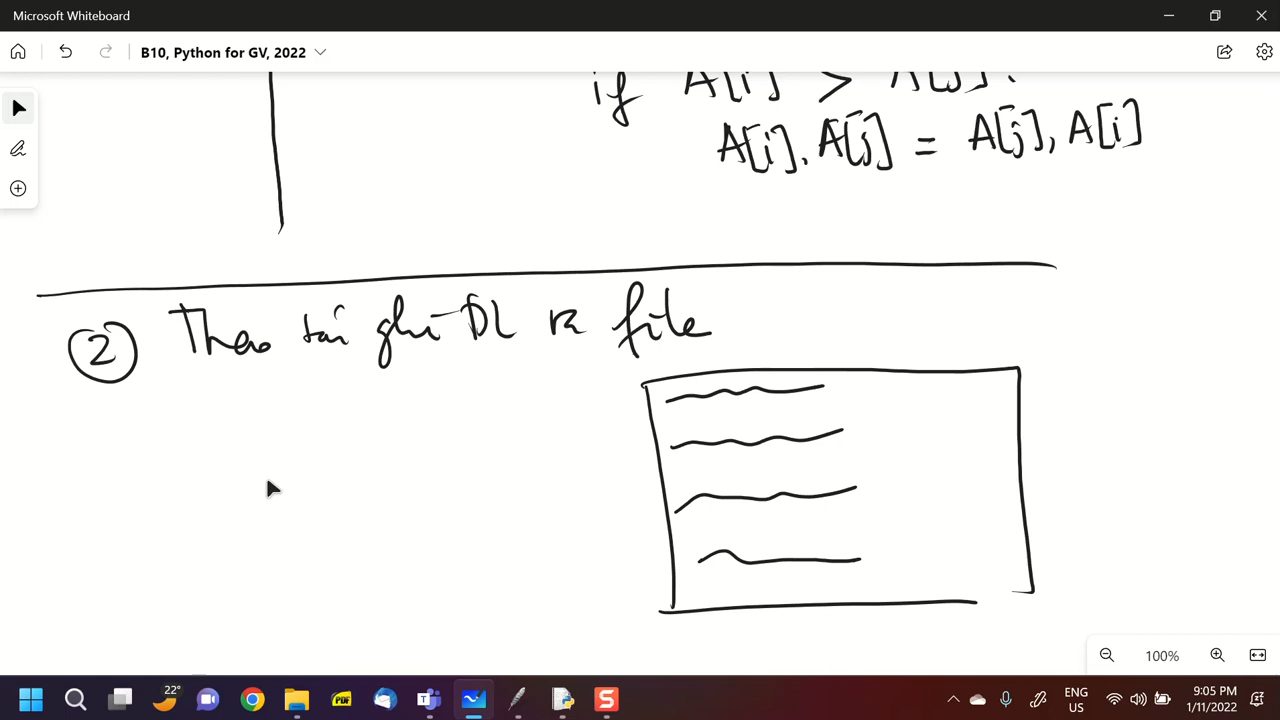 Microsoft Whiteboard
B10, Python for GV, 2022
if A[i] > A[j]:
A[i], A[j] = A[j], A[i]
② Thao tác ghi DL ra file
100%
22°
PDF
S
ENG
US
9:05 PM
1/11/2022